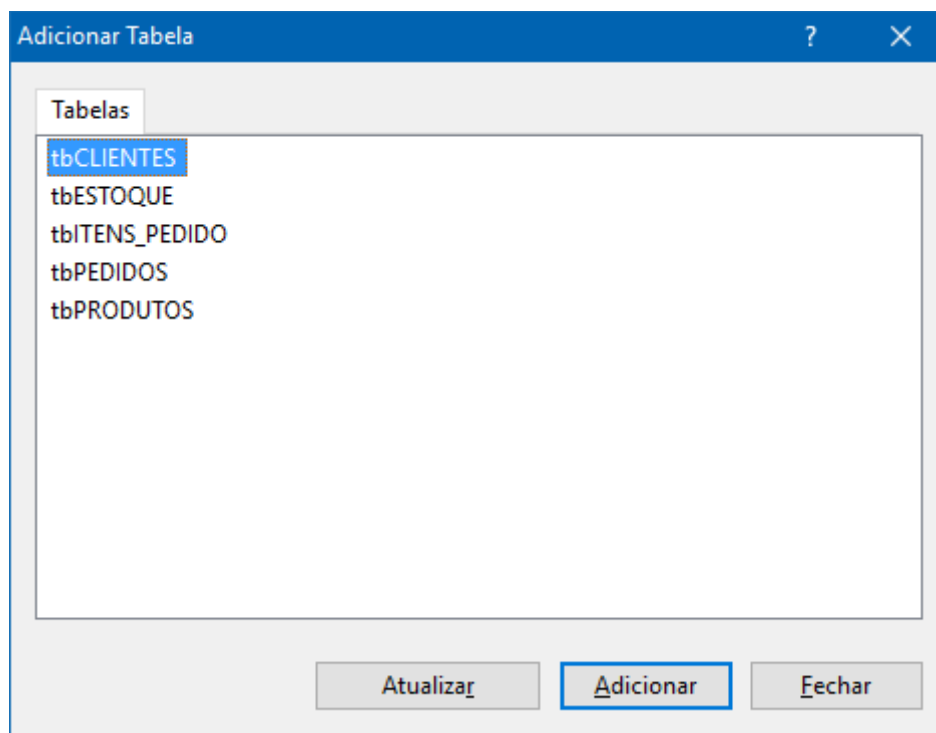 Adicionar Tabela ?
Tabelas
tbCLIENTES
tbESTOQUE
tbITENS_PEDIDO
tbPEDIDOS
tbPRODUTOS
Atualizar Adicionar Fechar